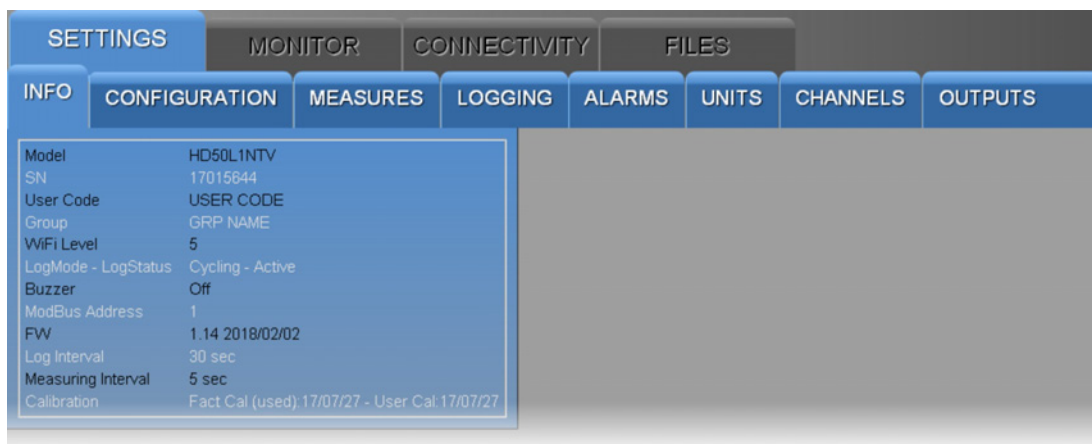 SETTINGS MONITOR CONNECTIVITY FILES
INFO CONFIGURATION MEASURES LOGGING ALARMS UNITS CHANNELS OUTPUTS
Model HD50L1NTV
SN 17015644
User Code USER CODE
Group GRP NAME
WiFi Level 5
LogMode - LogStatus Cycling - Active
Buzzer Off
ModBus Address 1
FW 1.14 2018/02/02
Log Interval 30 sec
Measuring Interval 5 sec
Calibration Fact Cal (used):17/07/27 - User Cal:17/07/27